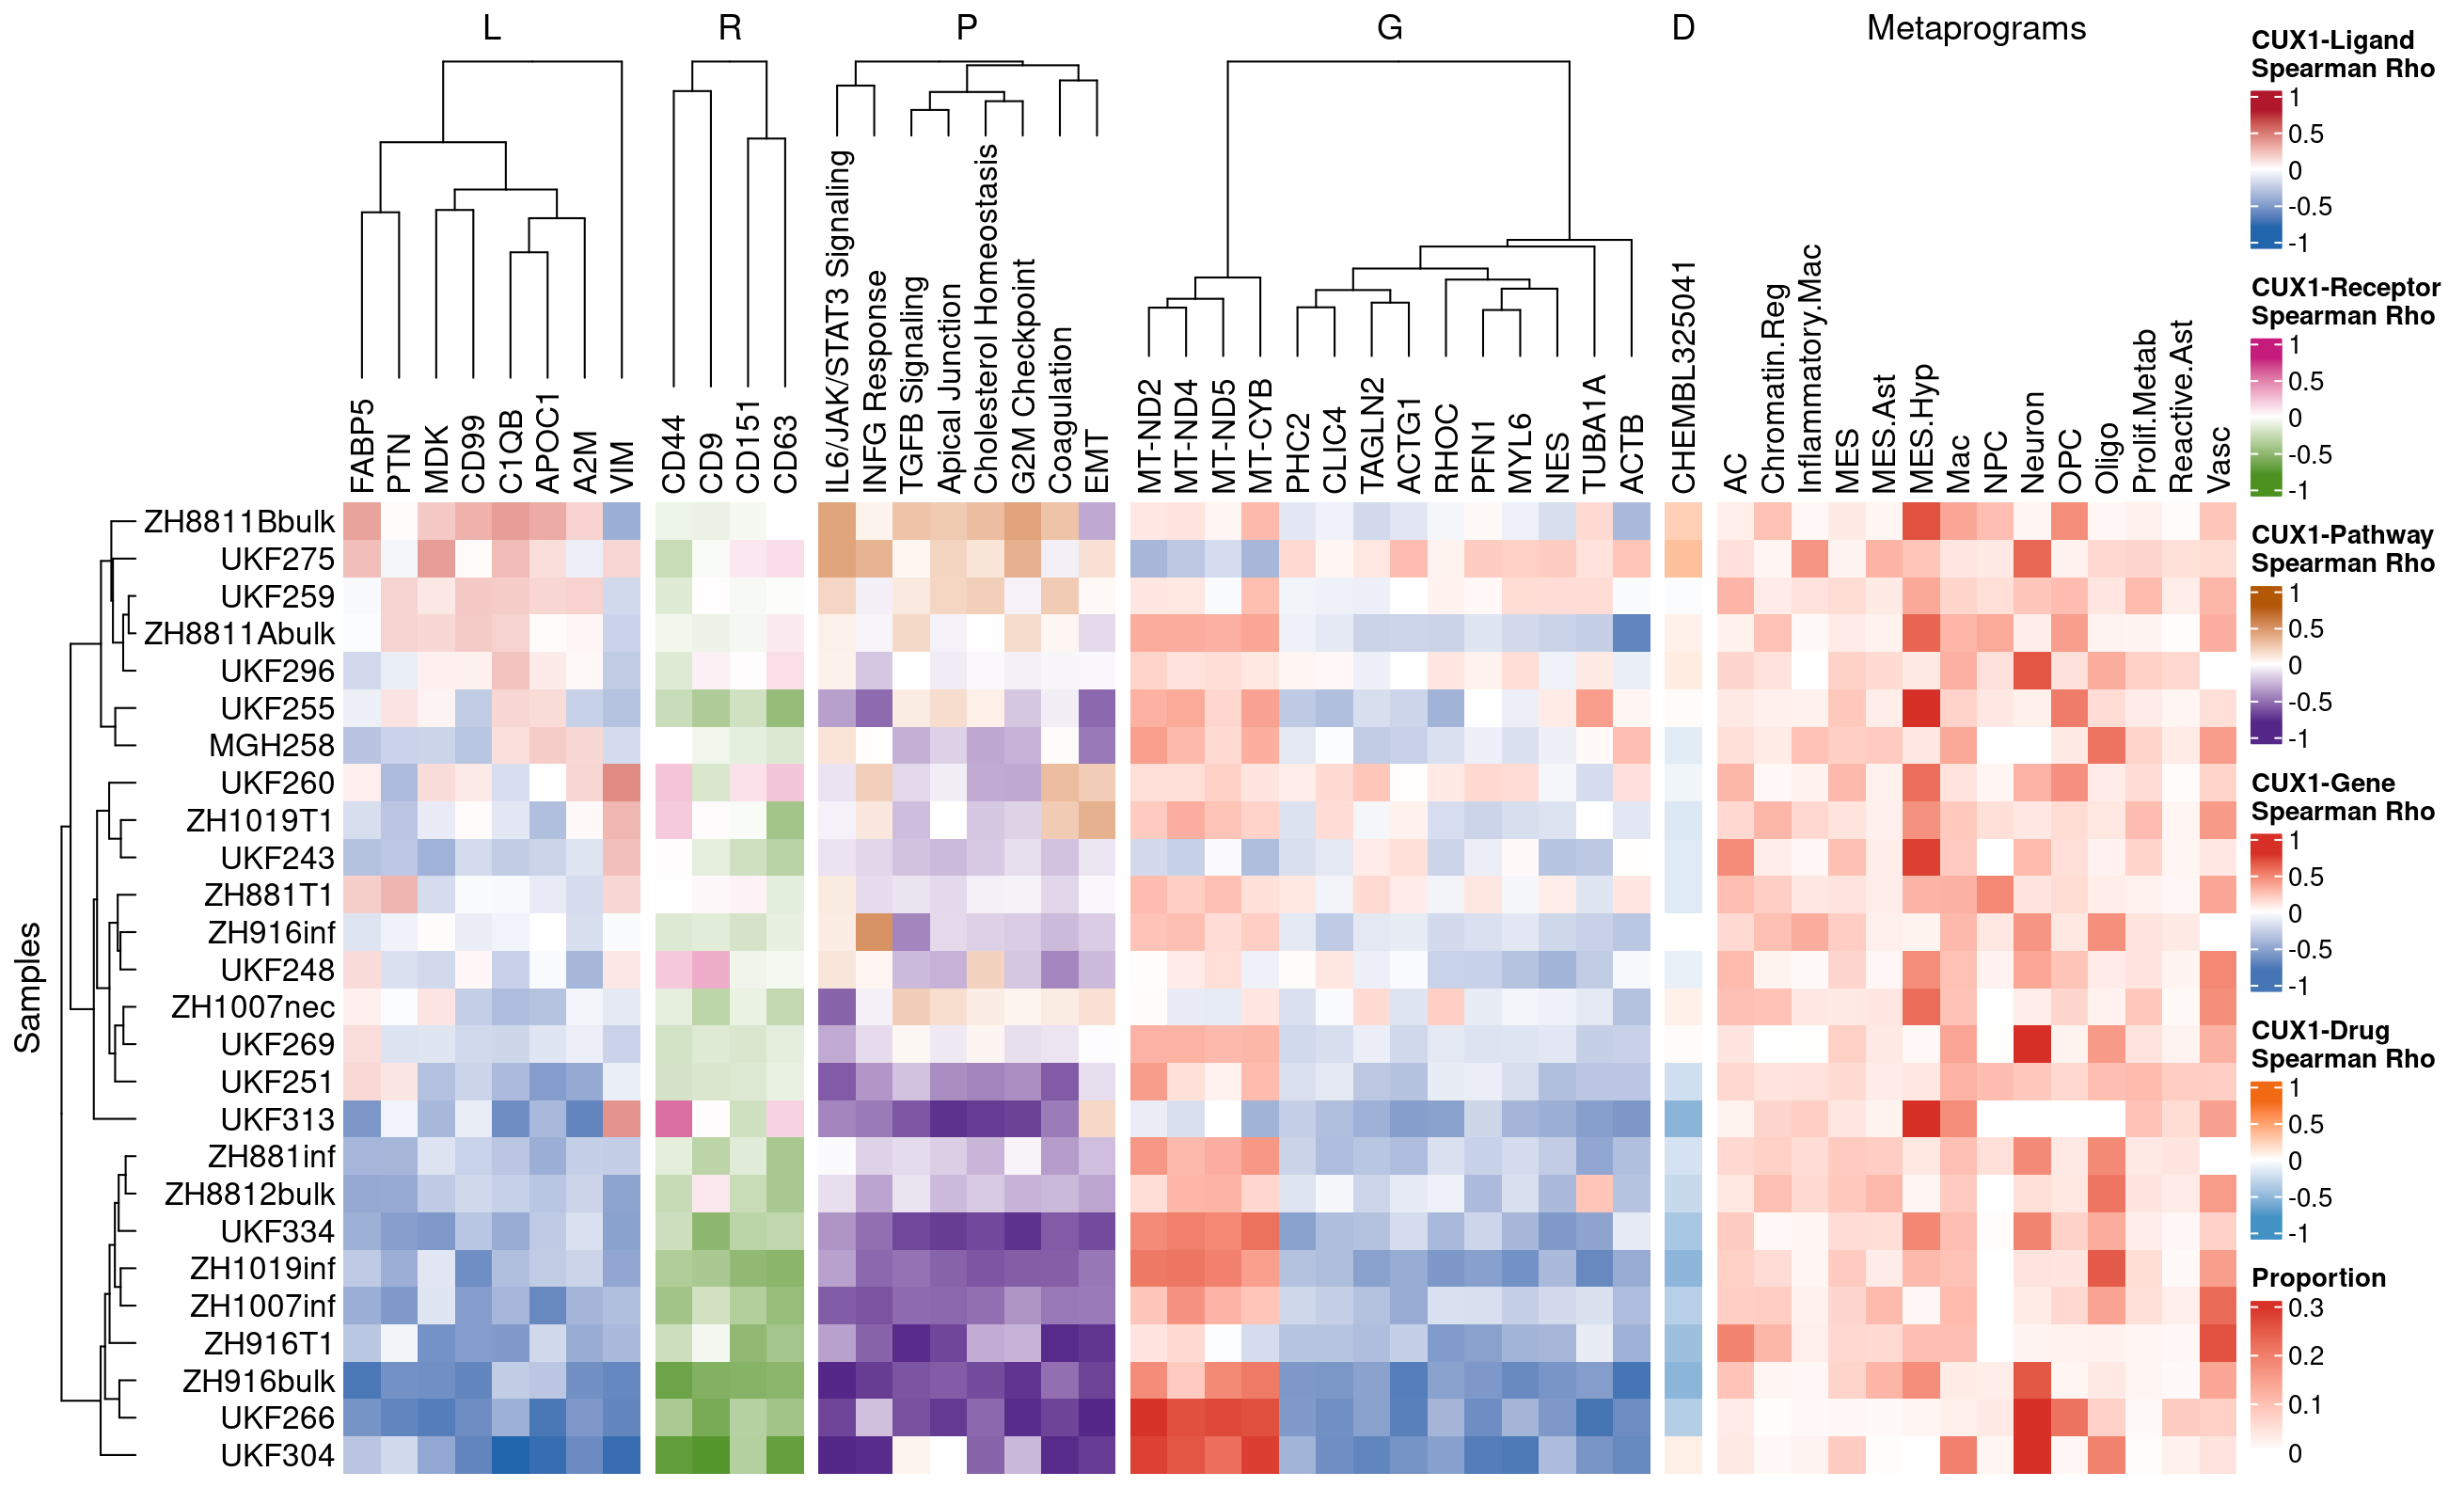 L R P G D Metaprograms
FABP5 PTN MDK CD99 C1QB APOC1 A2M VIM
CD44 CD9 CD151 CD63
IL6/JAK/STAT3 Signaling
INFG Response
TGFB Signaling
Apical Junction
Cholesterol Homeostasis
G2M Checkpoint
Coagulation
EMT
MT-ND2 MT-ND4 MT-ND5 MT-CYB PHC2 CLIC4 TAGLN2 ACTG1 RHOC PFN1 MYL6 NES TUBA1A ACTB
CHEMBL325041
AC Chromatin.Reg Inflammatory.Mac MES MES.Ast MES.Hyp Mac NPC Neuron OPC Oligo Prolif.Metab Reactive.Ast Vasc
Samples
ZH8811Bbulk
UKF275
UKF259
ZH8811Abulk
UKF296
UKF255
MGH258
UKF260
ZH1019T1
UKF243
ZH881T1
ZH916inf
UKF248
ZH1007nec
UKF269
UKF251
UKF313
ZH881inf
ZH8812bulk
UKF334
ZH1019inf
ZH1007inf
ZH916T1
ZH916bulk
UKF266
UKF304
CUX1-Ligand
Spearman Rho
1
0.5
0
-0.5
-1
CUX1-Receptor
Spearman Rho
1
0.5
0
-0.5
-1
CUX1-Pathway
Spearman Rho
1
0.5
0
-0.5
-1
CUX1-Gene
Spearman Rho
1
0.5
0
-0.5
-1
CUX1-Drug
Spearman Rho
1
0.5
0
-0.5
-1
Proportion
0.3
0.2
0.1
0